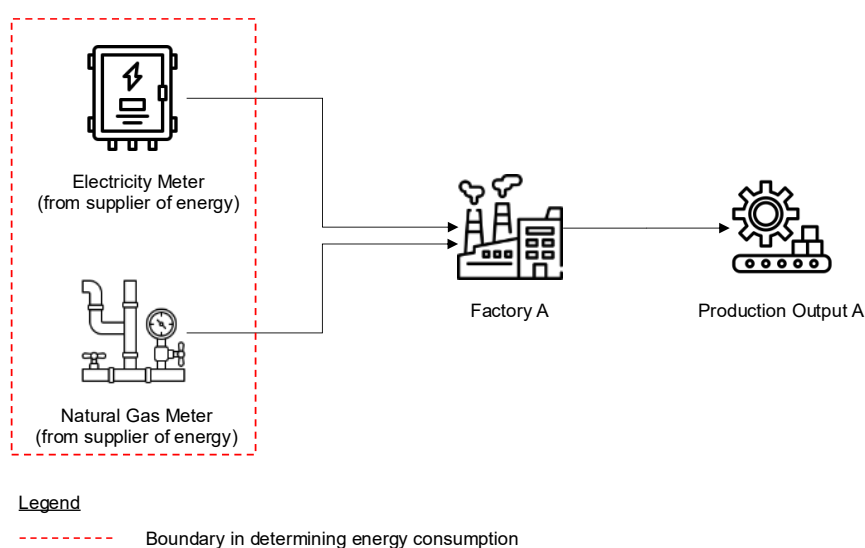 Electricity Meter
(from supplier of energy)
Factory A
Production Output A
Natural Gas Meter
(from supplier of energy)
Legend
Boundary in determining energy consumption